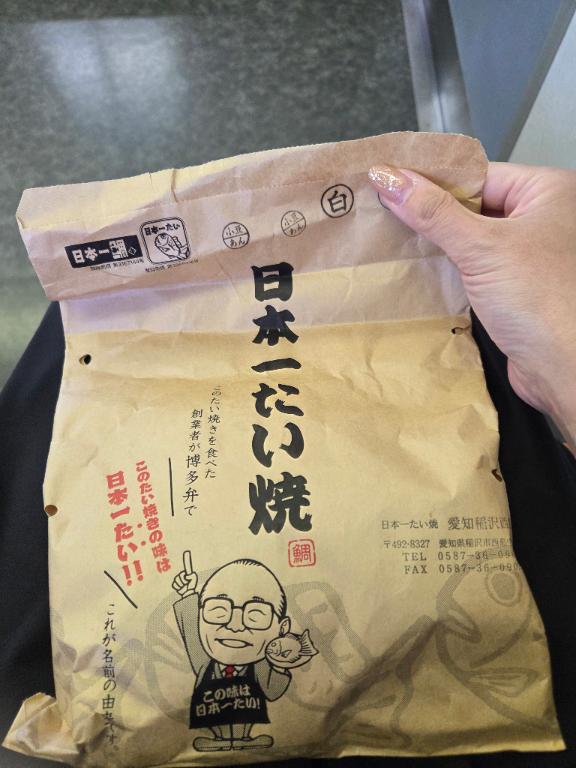 日本一鯛
日本一たい
小豆
あん
小豆
あん
白
日本一たい焼
鯛
このたい焼きを食べた
創業者が博多弁で
このたい焼きの味は
日本一たい!!
これが名前の由来です。
この味は
日本一たい!
日本一たい焼 愛知稲沢西
〒492-8327 愛知県稲沢市西
TEL 0587-36-09
FAX 0587-36-09